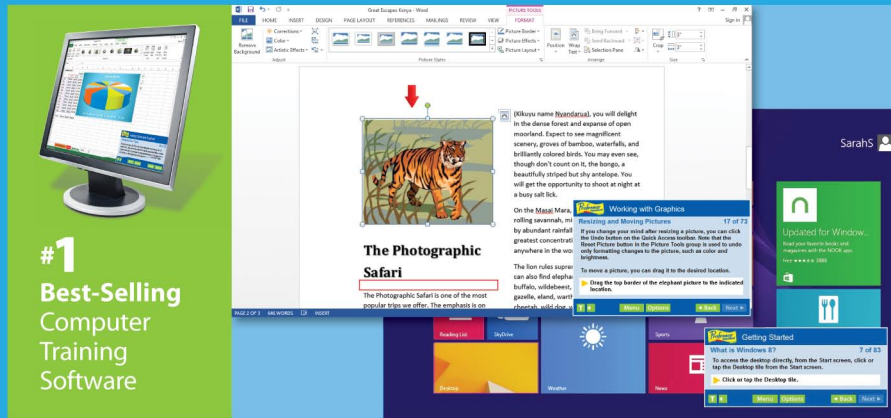 Great Escapes Kenya - Word
PICTURE TOOLS
FILE HOME INSERT DESIGN PAGE LAYOUT REFERENCES MAILINGS REVIEW VIEW FORMAT
Sign in
Remove Background
Corrections
Color
Artistic Effects
Adjust
Picture Styles
Picture Border
Picture Effects
Picture Layout
Position
Wrap Text
Bring Forward
Send Backward
Selection Pane
Arrange
Crop
3"
3"
Size
(Kikuyu name Nyandarua), you will delight
in the dense forest and expanse of open
moorland. Expect to see magnificent
scenery, groves of bamboo, waterfalls, and
brilliantly colored birds. You may even see,
though don't count on it, the bongo, a
beautifully striped but shy antelope. You
will get the opportunity to shoot at night at
a busy salt lick.
On the Masai Mara,
rolling savannah, mi
by abundant rainfall
greatest concentrati
anywhere in the wo
The lion rules supre
can also find elepha
buffalo, wildebeest,
gazelle, eland, warth
cheetah, wild dog,
The Photographic
Safari
The Photographic Safari is one of the most
popular trips we offer. The emphasis is on
PAGE 2 OF 3 646 WORDS INSERT
#1
Best-Selling
Computer
Training
Software
Professor
Working with Graphics
Resizing and Moving Pictures 17 of 73
If you change your mind after resizing a picture, you can click
the Undo button on the Quick Access toolbar. Note that the
Reset Picture button in the Picture Tools group is used to undo
only formatting changes to the picture, such as color and
brightness.
To move a picture, you can drag it to the desired location.
Drag the top border of the elephant picture to the indicated
location.
T Menu Options Back Next
SarahS
Updated for Window...
Read your favorite books and
magazines with the NOOK app.
Free
Reading List
SkyDrive
Sports
Desktop
Weather
News
Professor
Getting Started
What is Windows 8? 7 of 83
To access the desktop directly, from the Start screen, click or
tap the Desktop tile from the Start screen.
Click or tap the Desktop tile.
T Menu Options Back Next